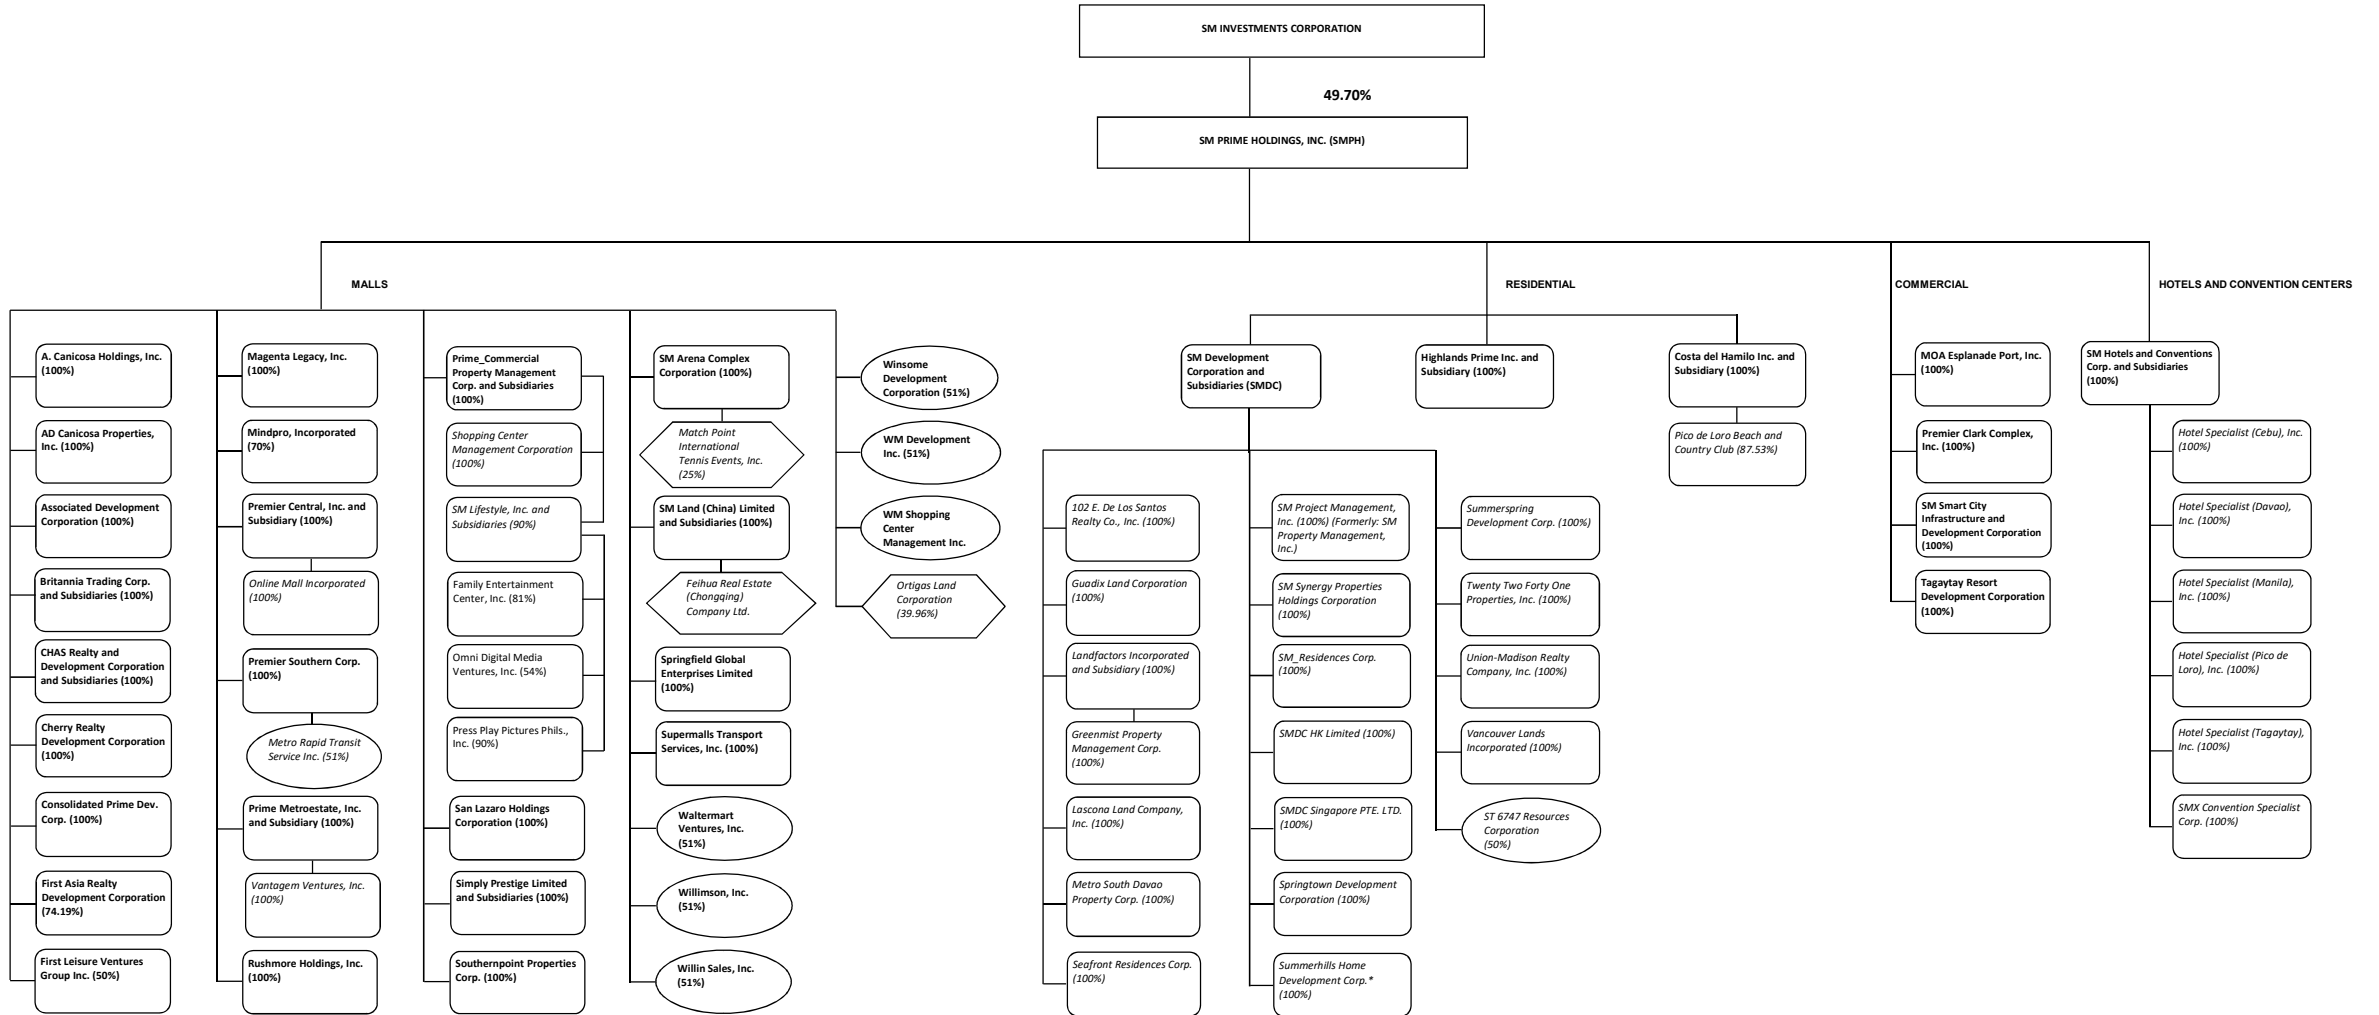 SM INVESTMENTS CORPORATION
49.70%
SM PRIME HOLDINGS, INC. (SMPH)
MALLS
RESIDENTIAL
COMMERCIAL
HOTELS AND CONVENTION CENTERS
A. Canicosa Holdings, Inc.
(100%)
AD Canicosa Properties,
Inc. (100%)
Associated Development
Corporation (100%)
Britannia Trading Corp.
and Subsidiaries (100%)
CHAS Realty and
Development Corporation
and Subsidiaries (100%)
Cherry Realty
Development Corporation
(100%)
Consolidated Prime Dev.
Corp. (100%)
First Asia Realty
Development Corporation
(74.19%)
First Leisure Ventures
Group Inc. (50%)
Magenta Legacy, Inc.
(100%)
Mindpro, Incorporated
(70%)
Premier Central, Inc. and
Subsidiary (100%)
Online Mall Incorporated
(100%)
Premier Southern Corp.
(100%)
Metro Rapid Transit
Service Inc. (51%)
Prime Metroestate, Inc.
and Subsidiary (100%)
Vantagem Ventures, Inc.
(100%)
Rushmore Holdings, Inc.
(100%)
Prime_Commercial
Property Management
Corp. and Subsidiaries
(100%)
Shopping Center
Management Corporation
(100%)
SM Lifestyle, Inc. and
Subsidiaries (90%)
Family Entertainment
Center, Inc. (81%)
Omni Digital Media
Ventures, Inc. (54%)
Press Play Pictures Phils.,
Inc. (90%)
San Lazaro Holdings
Corporation (100%)
Simply Prestige Limited
and Subsidiaries (100%)
Southernpoint Properties
Corp. (100%)
SM Arena Complex
Corporation (100%)
Match Point
International
Tennis Events, Inc.
(25%)
SM Land (China) Limited
and Subsidiaries (100%)
Feihua Real Estate
(Chongqing)
Company Ltd.
Springfield Global
Enterprises Limited
(100%)
Supermalls Transport
Services, Inc. (100%)
Waltermart
Ventures, Inc.
(51%)
Willimson, Inc.
(51%)
Willin Sales, Inc.
(51%)
Winsome
Development
Corporation (51%)
WM Development
Inc. (51%)
WM Shopping
Center
Management Inc.
Ortigas Land
Corporation
(39.96%)
SM Development
Corporation and
Subsidiaries (SMDC)
102 E. De Los Santos
Realty Co., Inc. (100%)
Guadix Land Corporation
(100%)
Landfactors Incorporated
and Subsidiary (100%)
Greenmist Property
Management Corp.
(100%)
Lascona Land Company,
Inc. (100%)
Metro South Davao
Property Corp. (100%)
Seafront Residences Corp.
(100%)
SM Project Management,
Inc. (100%) (Formerly: SM
Property Management,
Inc.)
SM Synergy Properties
Holdings Corporation
(100%)
SM_Residences Corp.
(100%)
SMDC HK Limited (100%)
SMDC Singapore PTE. LTD.
(100%)
Springtown Development
Corporation (100%)
Summerhills Home
Development Corp.*
(100%)
Summerspring
Development Corp. (100%)
Twenty Two Forty One
Properties, Inc. (100%)
Union-Madison Realty
Company, Inc. (100%)
Vancouver Lands
Incorporated (100%)
ST 6747 Resources
Corporation
(50%)
Highlands Prime Inc. and
Subsidiary (100%)
Costa del Hamilo Inc. and
Subsidiary (100%)
Pico de Loro Beach and
Country Club (87.53%)
MOA Esplanade Port, Inc.
(100%)
Premier Clark Complex,
Inc. (100%)
SM Smart City
Infrastructure and
Development Corporation
(100%)
Tagaytay Resort
Development Corporation
(100%)
SM Hotels and Conventions
Corp. and Subsidiaries
(100%)
Hotel Specialist (Cebu), Inc.
(100%)
Hotel Specialist (Davao),
Inc. (100%)
Hotel Specialist (Manila),
Inc. (100%)
Hotel Specialist (Pico de
Loro), Inc. (100%)
Hotel Specialist (Tagaytay),
Inc. (100%)
SMX Convention Specialist
Corp. (100%)